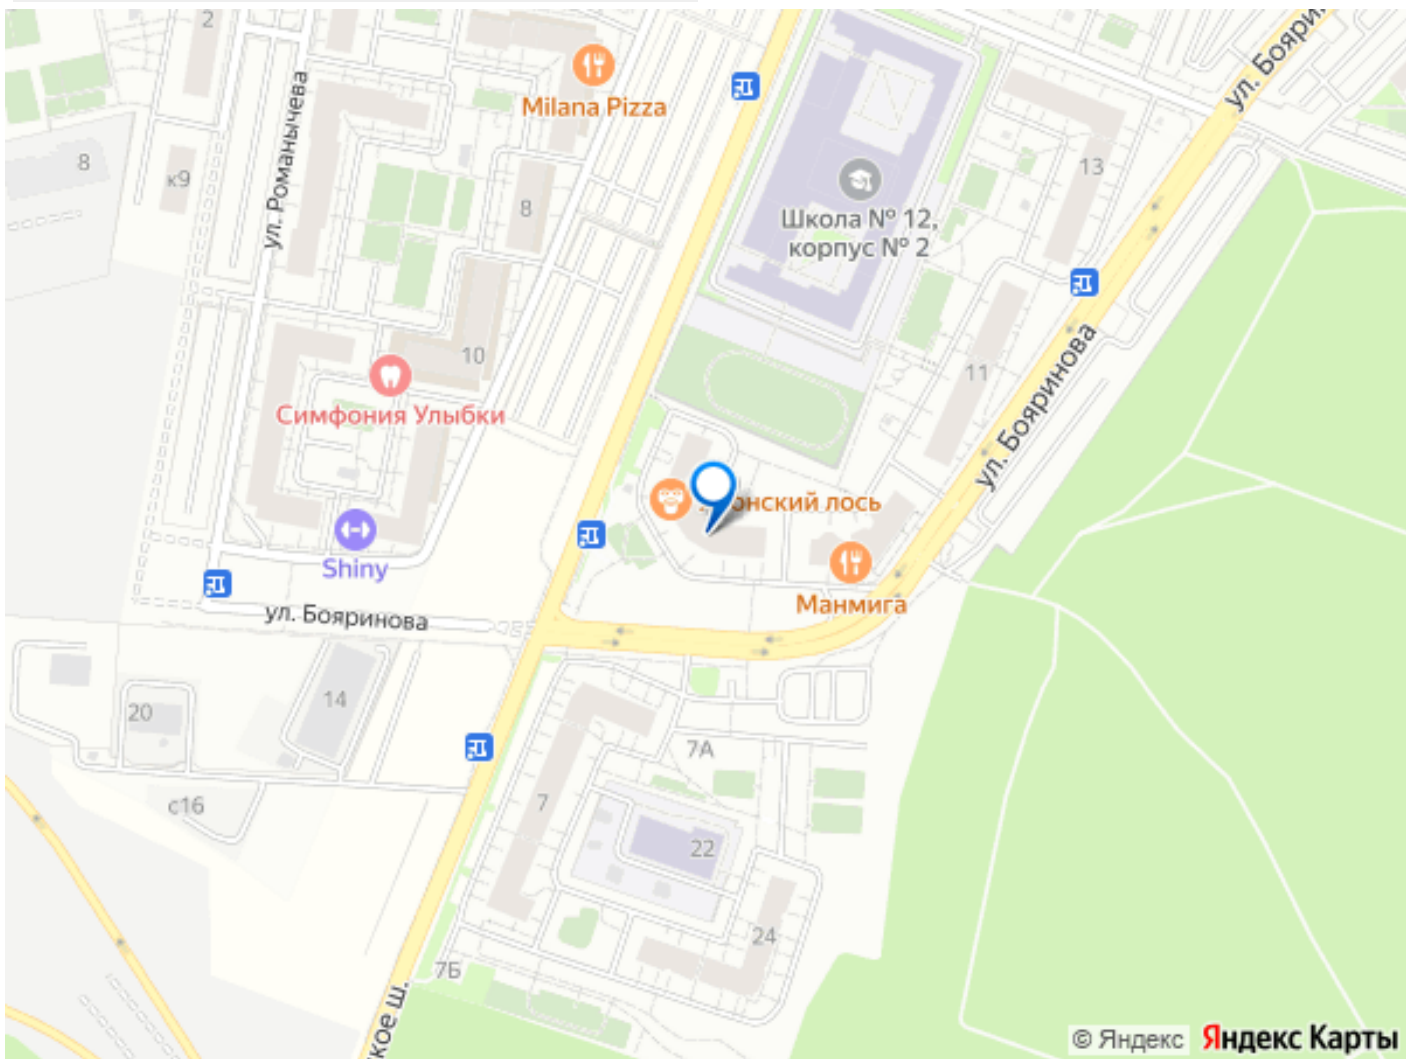 2
ул. Бояри
Milana Pizza
ул. Романычева
8
к9
13
8
Школа № 12,
корпус № 2
10
11
ул. Бояринова
Симфония Улыбки
онский лось
Shiny
Манмига
ул. Бояринова
14
20
7А
с16
7
22
24
7Б
кое ш.
© Яндекс
Яндекс Карты